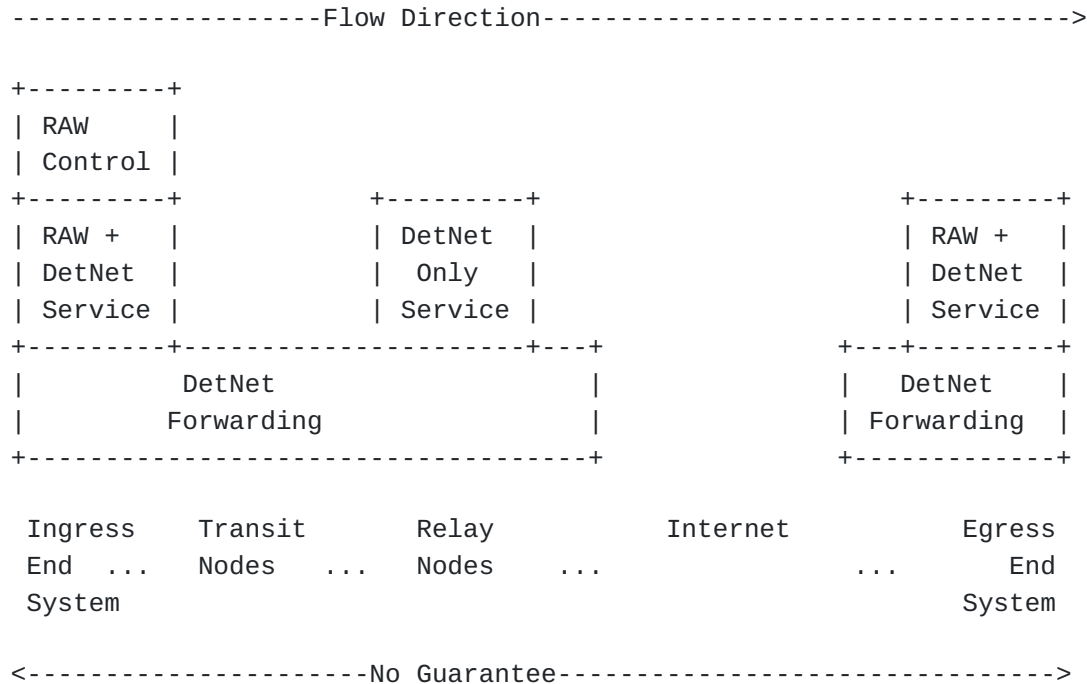 --------------------Flow Direction---------------------------------->

+---------+
| RAW     |
| Control |
+---------+            +---------+                       +---------+
| RAW +   |            | DetNet  |                       | RAW +   |
| DetNet  |            |  Only   |                       | DetNet  |
| Service |            | Service |                       | Service |
+---------+----------------------+---+               +---+---------+
|          DetNet                    |               |   DetNet    |
|         Forwarding                 |               | Forwarding  |
+------------------------------------+               +-------------+

 Ingress    Transit       Relay           Internet           Egress
 End  ...   Nodes   ...   Nodes    ...                ...       End
 System                                                      System

<----------------------No Guarantee-------------------------------->